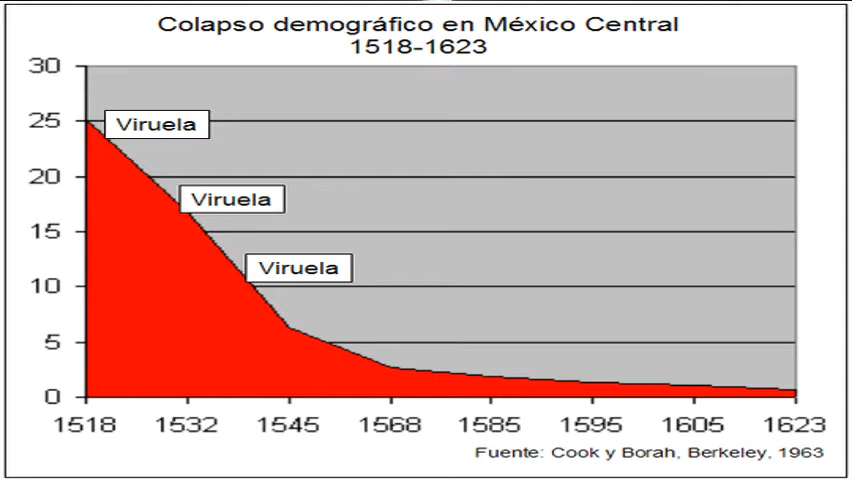 Colapso demográfico en México Central
1518-1623
30
25
20
15
10
5
0
Viruela
Viruela
Viruela
1518 1532 1545 1568 1585 1595 1605 1623
Fuente: Cook y Borah, Berkeley, 1963